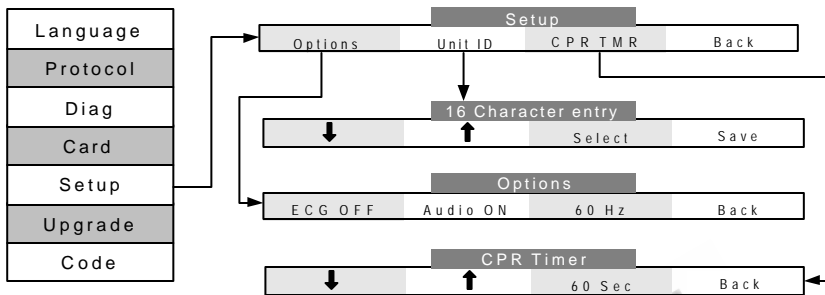 Language
Protocol
Diag
Card
Setup
Upgrade
Code
Setup
Options Unit ID CPR TMR Back
16 Character entry
Select Save
Options
ECG OFF Audio ON 60 Hz Back
CPR Timer
60 Sec Back